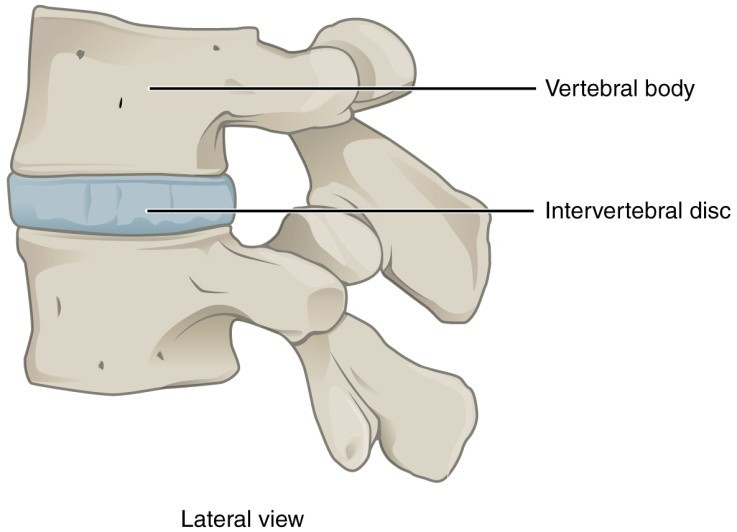 Vertebral body
Intervertebral disc
Lateral view